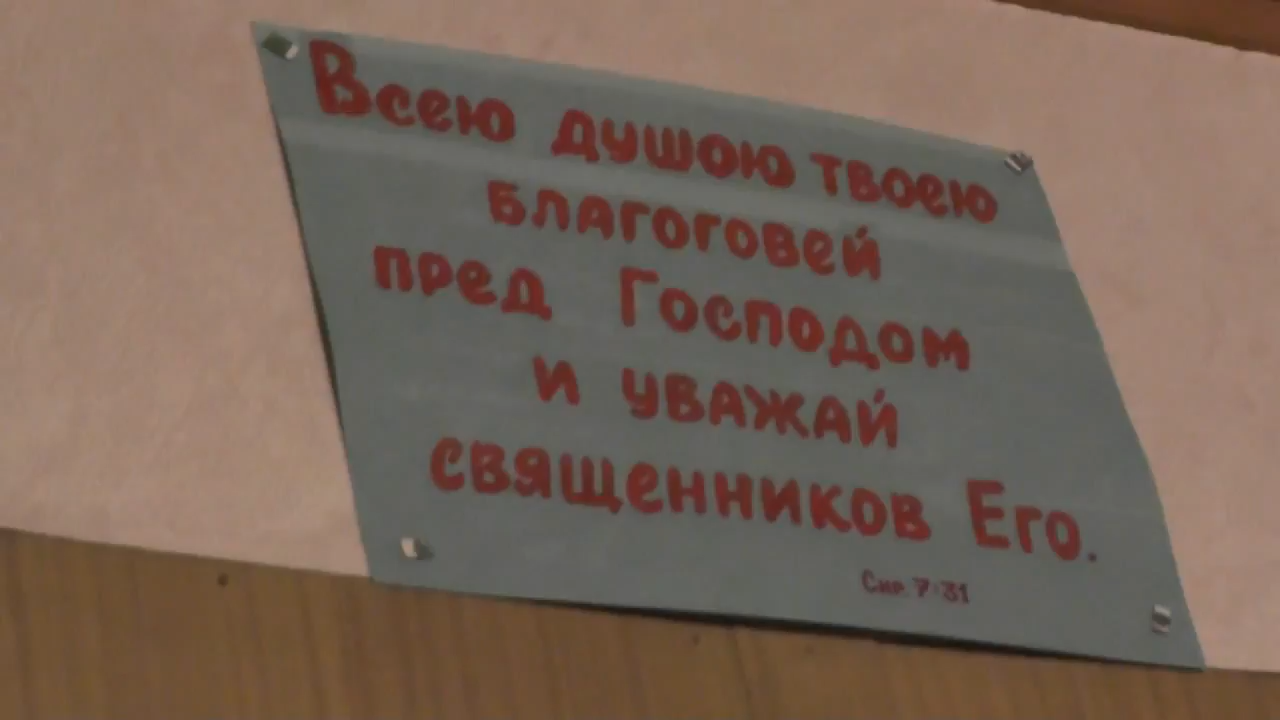 Всею душою твоею
благоговей
пред Господом
и уважай
священников Его.
Сир. 7:31